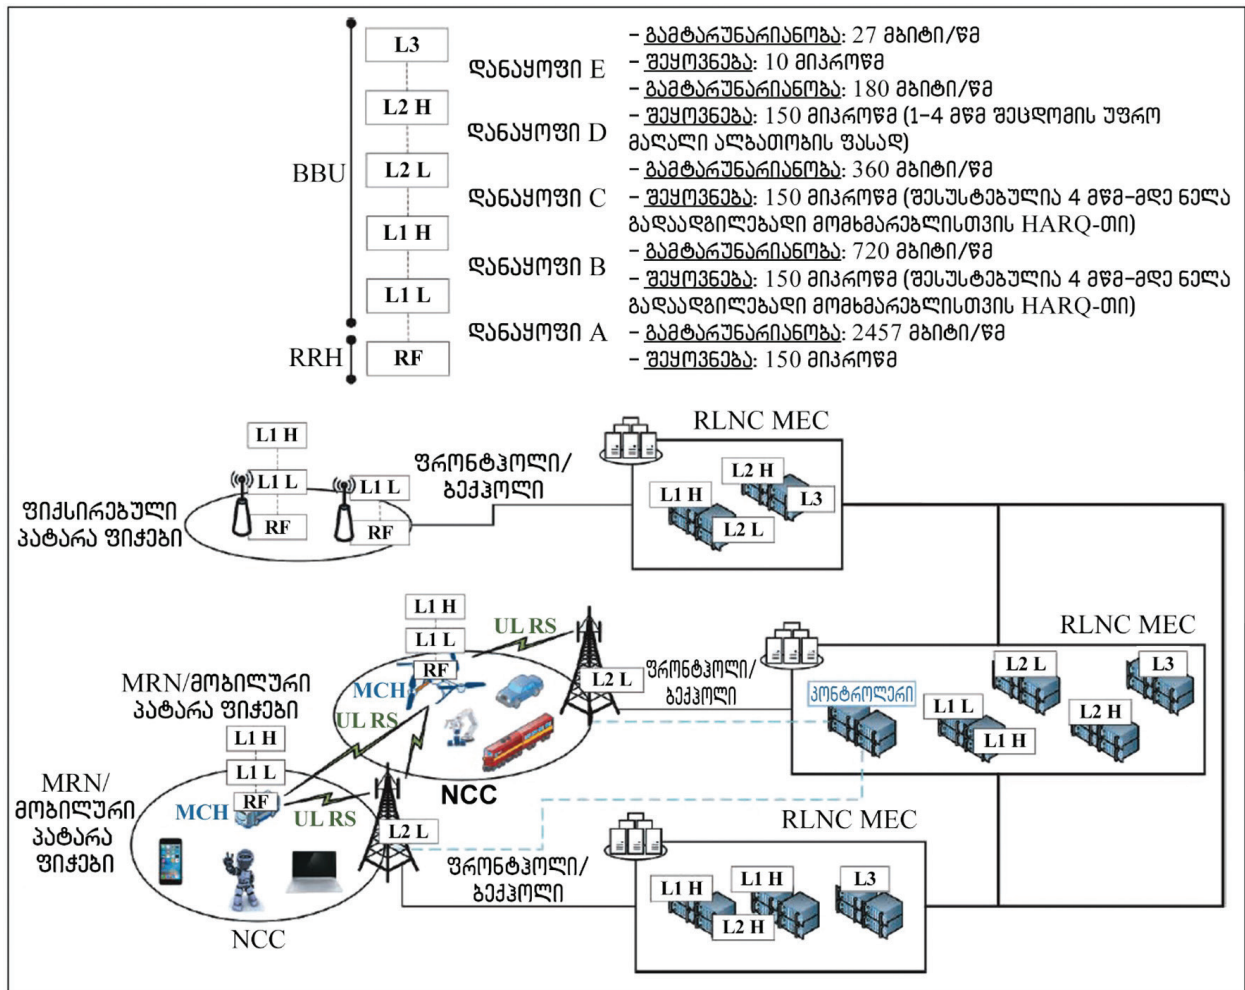 L3
L2 H
L2 L
L1 H
L1 L
RF
BBU
RRH
დანაყოფი E
დანაყოფი D
დანაყოფი C
დანაყოფი B
დანაყოფი A
– გამტარუნარიანობა: 27 მბიტი/წმ
– შეყოვნება: 10 მიკროწმ
– გამტარუნარიანობა: 180 მბიტი/წმ
– შეყოვნება: 150 მიკროწმ (1–4 მწმ შეცდომის უფრო
მაღალი ალბათობის ფასად)
– გამტარუნარიანობა: 360 მბიტი/წმ
– შეყოვნება: 150 მიკროწმ (შესუსტებულია 4 მწმ-მდე ნელა
გადაადგილებადი მომხმარებლისთვის HARQ-თი)
– გამტარუნარიანობა: 720 მბიტი/წმ
– შეყოვნება: 150 მიკროწმ (შესუსტებულია 4 მწმ-მდე ნელა
გადაადგილებადი მომხმარებლისთვის HARQ-თი)
– გამტარუნარიანობა: 2457 მბიტი/წმ
– შეყოვნება: 150 მიკროწმ
L1 H
L1 L
RF
L1 L
RF
ფიქსირებული
პატარა ფიჭები
ფრონტჰოლი/
ბექჰოლი
RLNC MEC
L2 H
L1 H
L3
L2 L
L1 H
L1 L
RF
UL RS
MCH
L2 L
NCC
MRN/მობილური
პატარა ფიჭები
UL RS
ფრონტჰოლი/
ბექჰოლი
RLNC MEC
კონტროლერი
L2 L
L3
L1 L
L2 H
L1 H
L1 H
L1 L
RF
MCH
UL RS
L2 L
MRN/
მობილური
პატარა
ფიჭები
NCC
ფრონტჰოლი/
ბექჰოლი
RLNC MEC
L1 H
L1 H
L3
L2 H